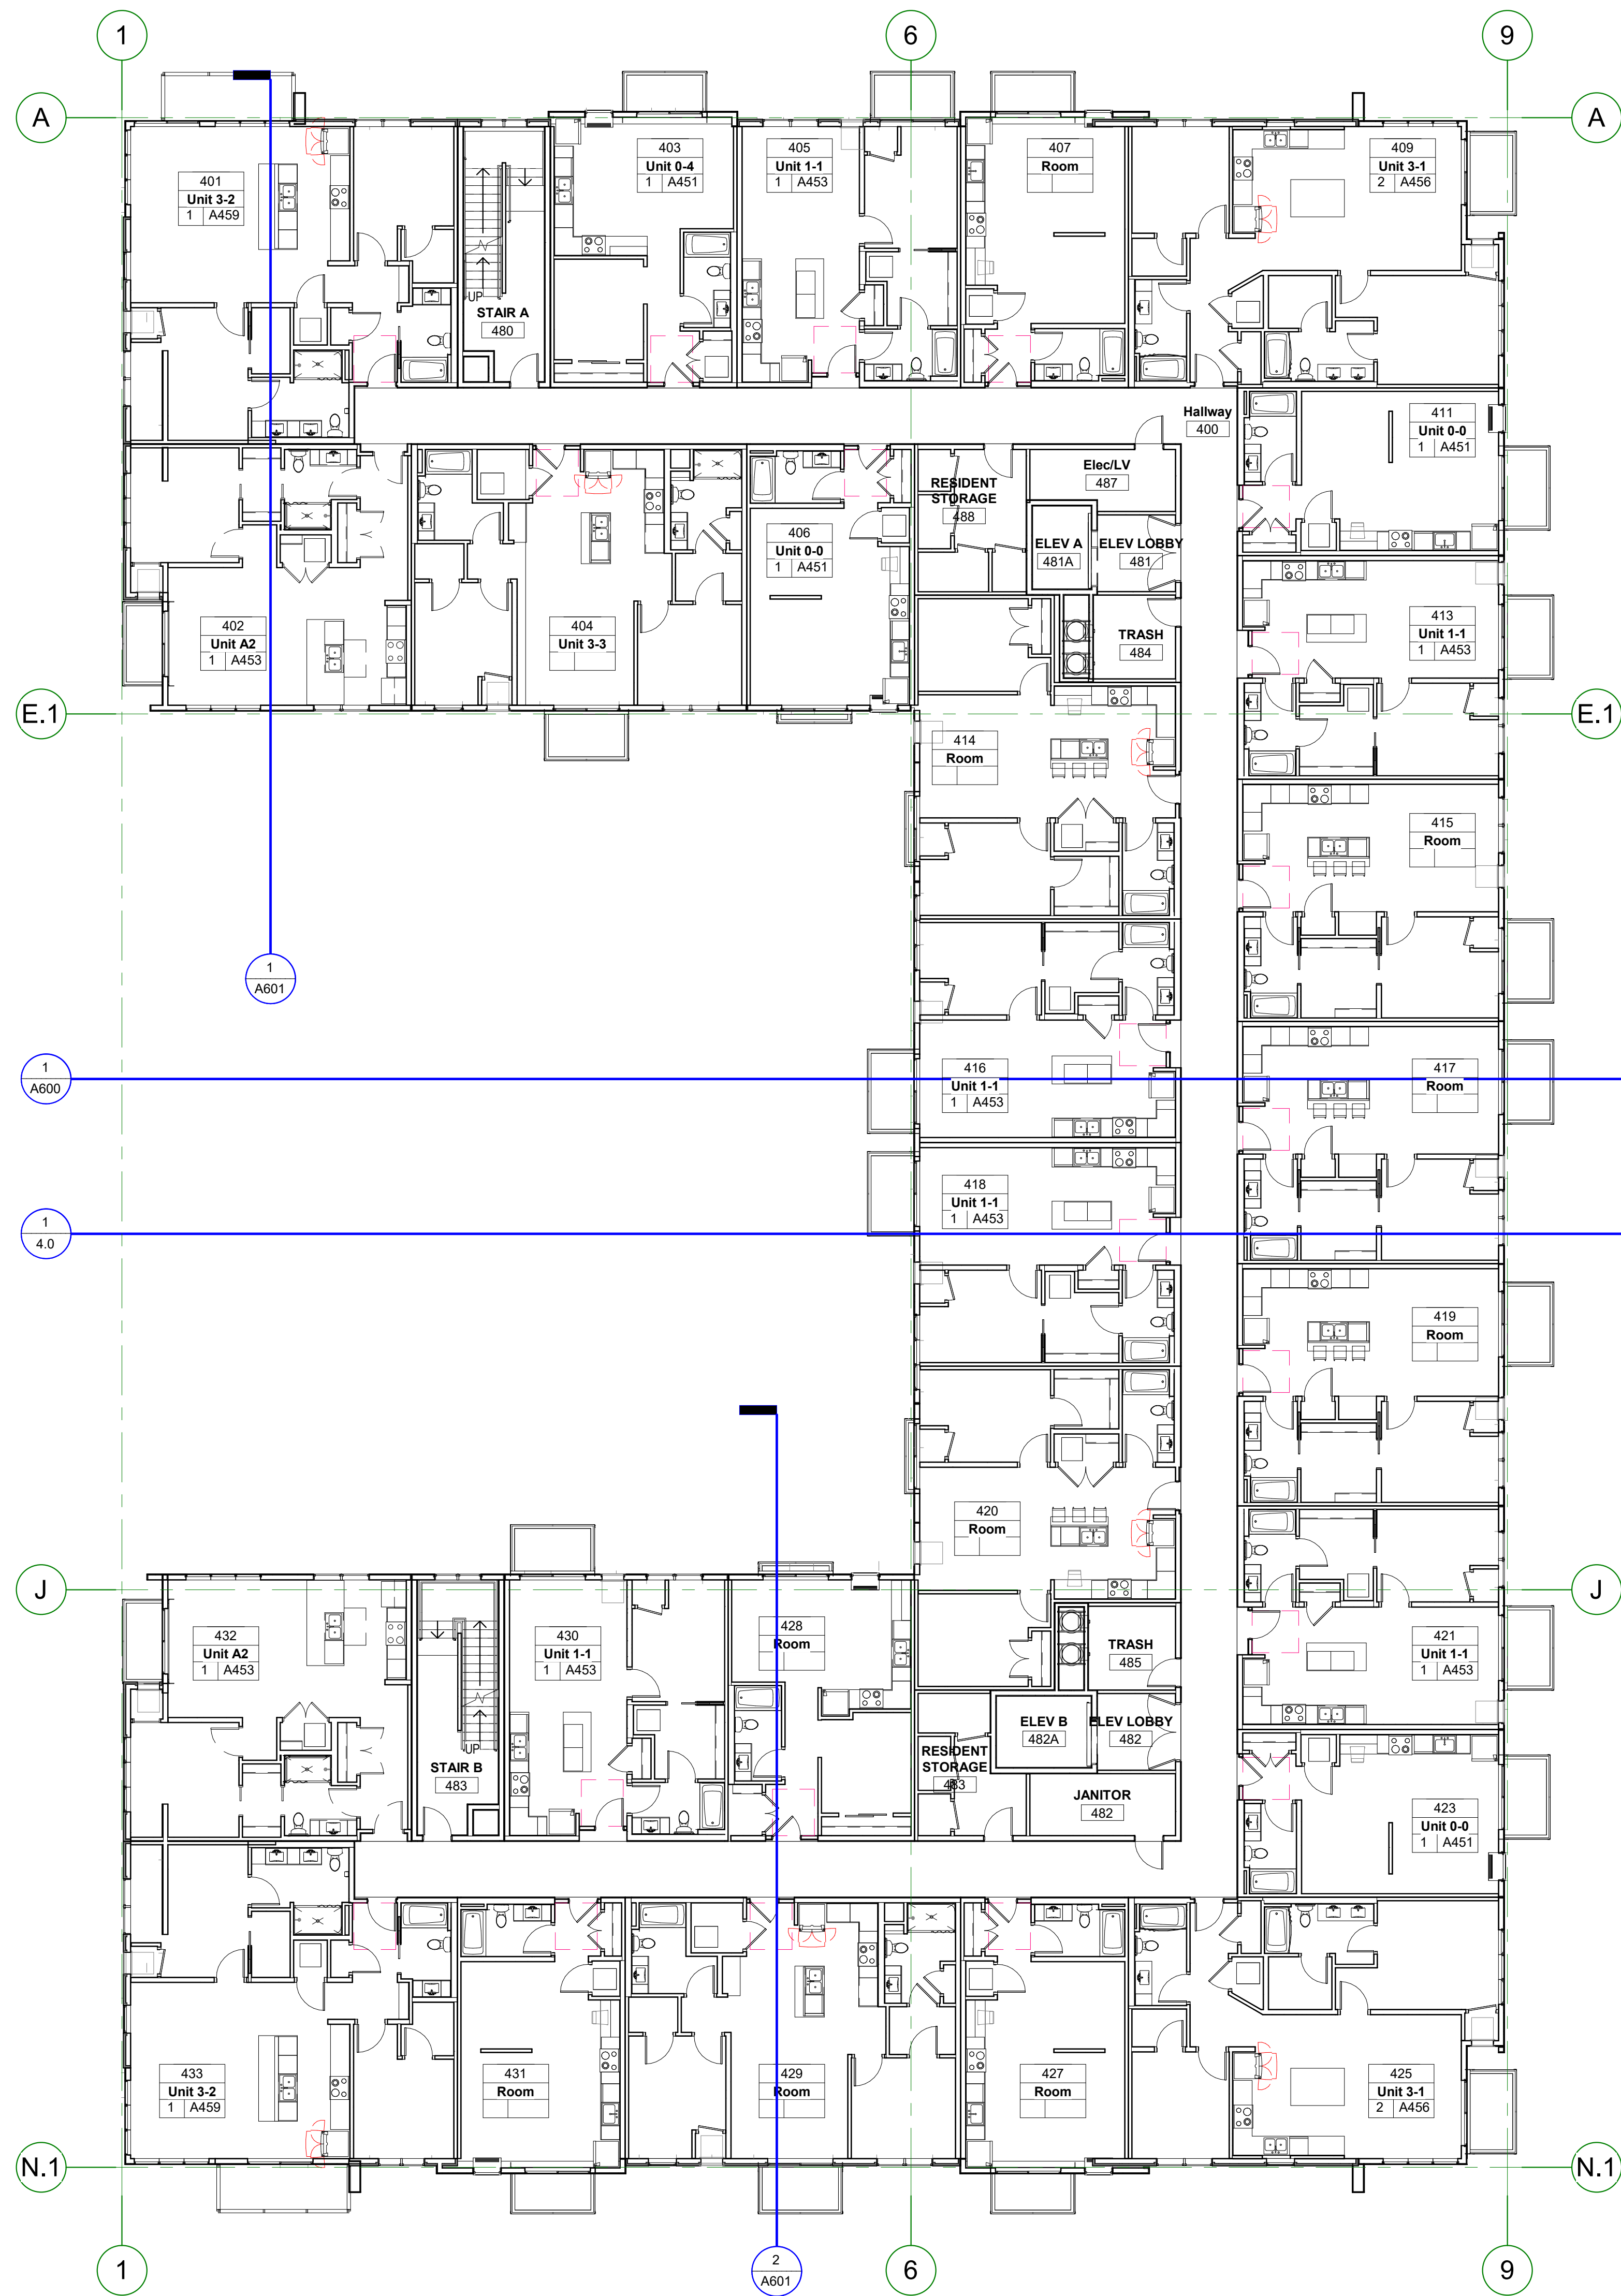 1
6
9
A
A
401
Unit 3-2
1 A459
403
Unit 0-4
1 A451
405
Unit 1-1
1 A453
407
Room
409
Unit 3-1
2 A456
UP
STAIR A
480
Hallway
400
411
Unit 0-0
1 A451
402
Unit A2
1 A453
404
Unit 3-3
406
Unit 0-0
1 A451
RESIDENT
STORAGE
488
Elec/LV
487
ELEV A
481A
ELEV LOBBY
481
TRASH
484
413
Unit 1-1
1 A453
E.1
E.1
414
Room
415
Room
1
A601
1
A600
416
Unit 1-1
1 A453
417
Room
418
Unit 1-1
1 A453
1
4.0
419
Room
420
Room
J
J
432
Unit A2
1 A453
430
Unit 1-1
1 A453
428
Room
TRASH
485
421
Unit 1-1
1 A453
UP
STAIR B
483
ELEV B
482A
ELEV LOBBY
482
RESIDENT
STORAGE
483
JANITOR
482
423
Unit 0-0
1 A451
433
Unit 3-2
1 A459
431
Room
429
Room
427
Room
425
Unit 3-1
2 A456
N.1
N.1
1
2
A601
6
9